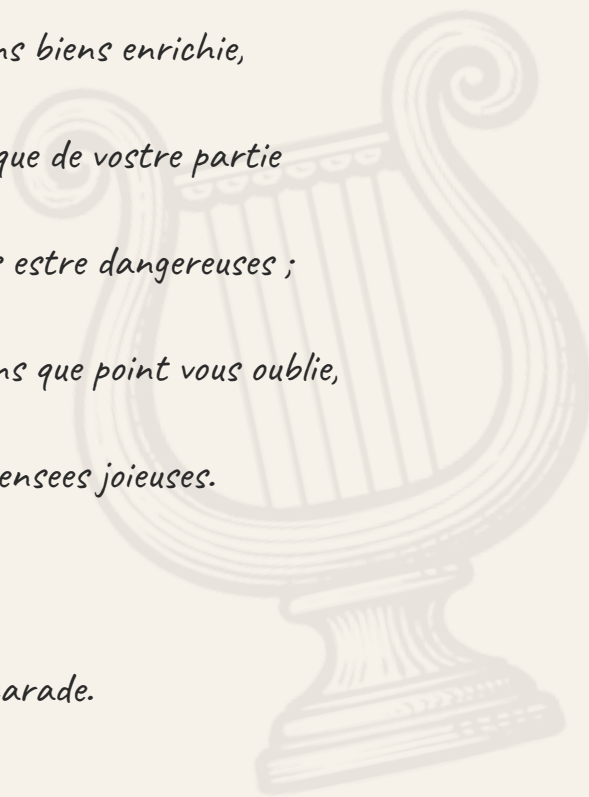 ns biens enrichie,
que de vostre partie
s estre dangereuses ;
ns que point vous oublie,
ensees joieuses.
arade.